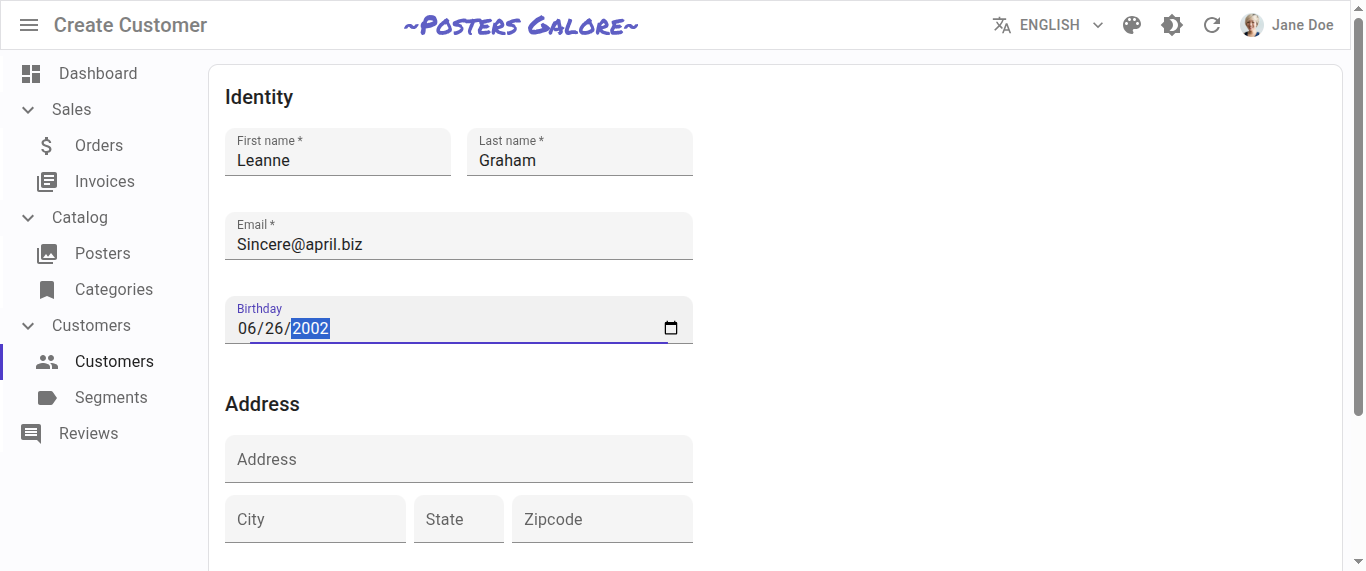 Create Customer
~Posters Galore~
ENGLISH
Jane Doe
Dashboard
Sales
Orders
Invoices
Catalog
Posters
Categories
Customers
Customers
Segments
Reviews
Identity
First name *
Leanne
Last name *
Graham
Email *
Sincere@april.biz
Birthday
06/26/2002
Address
Address
City
State
Zipcode